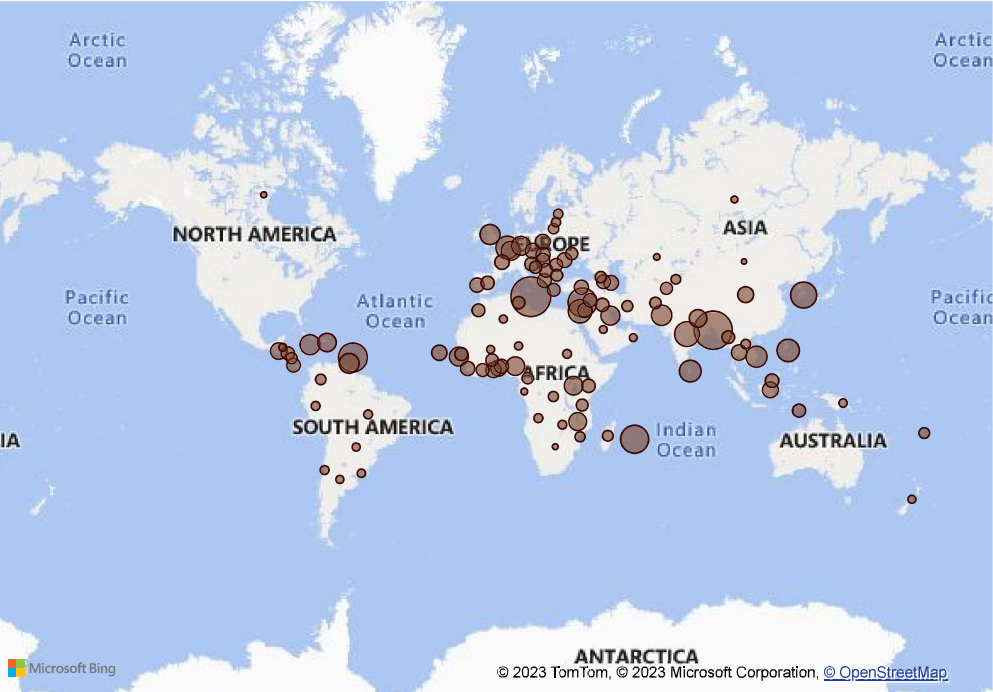 Arctic
Ocean
Arctic
Ocean
NORTH AMERICA
ASIA
EUROPE
Pacific
Ocean
Atlantic
Ocean
Pacific
Ocean
AFRICA
SOUTH AMERICA
Indian
Ocean
AUSTRALIA
IA
ANTARCTICA
Microsoft Bing
© 2023 TomTom, © 2023 Microsoft Corporation, © OpenStreetMap